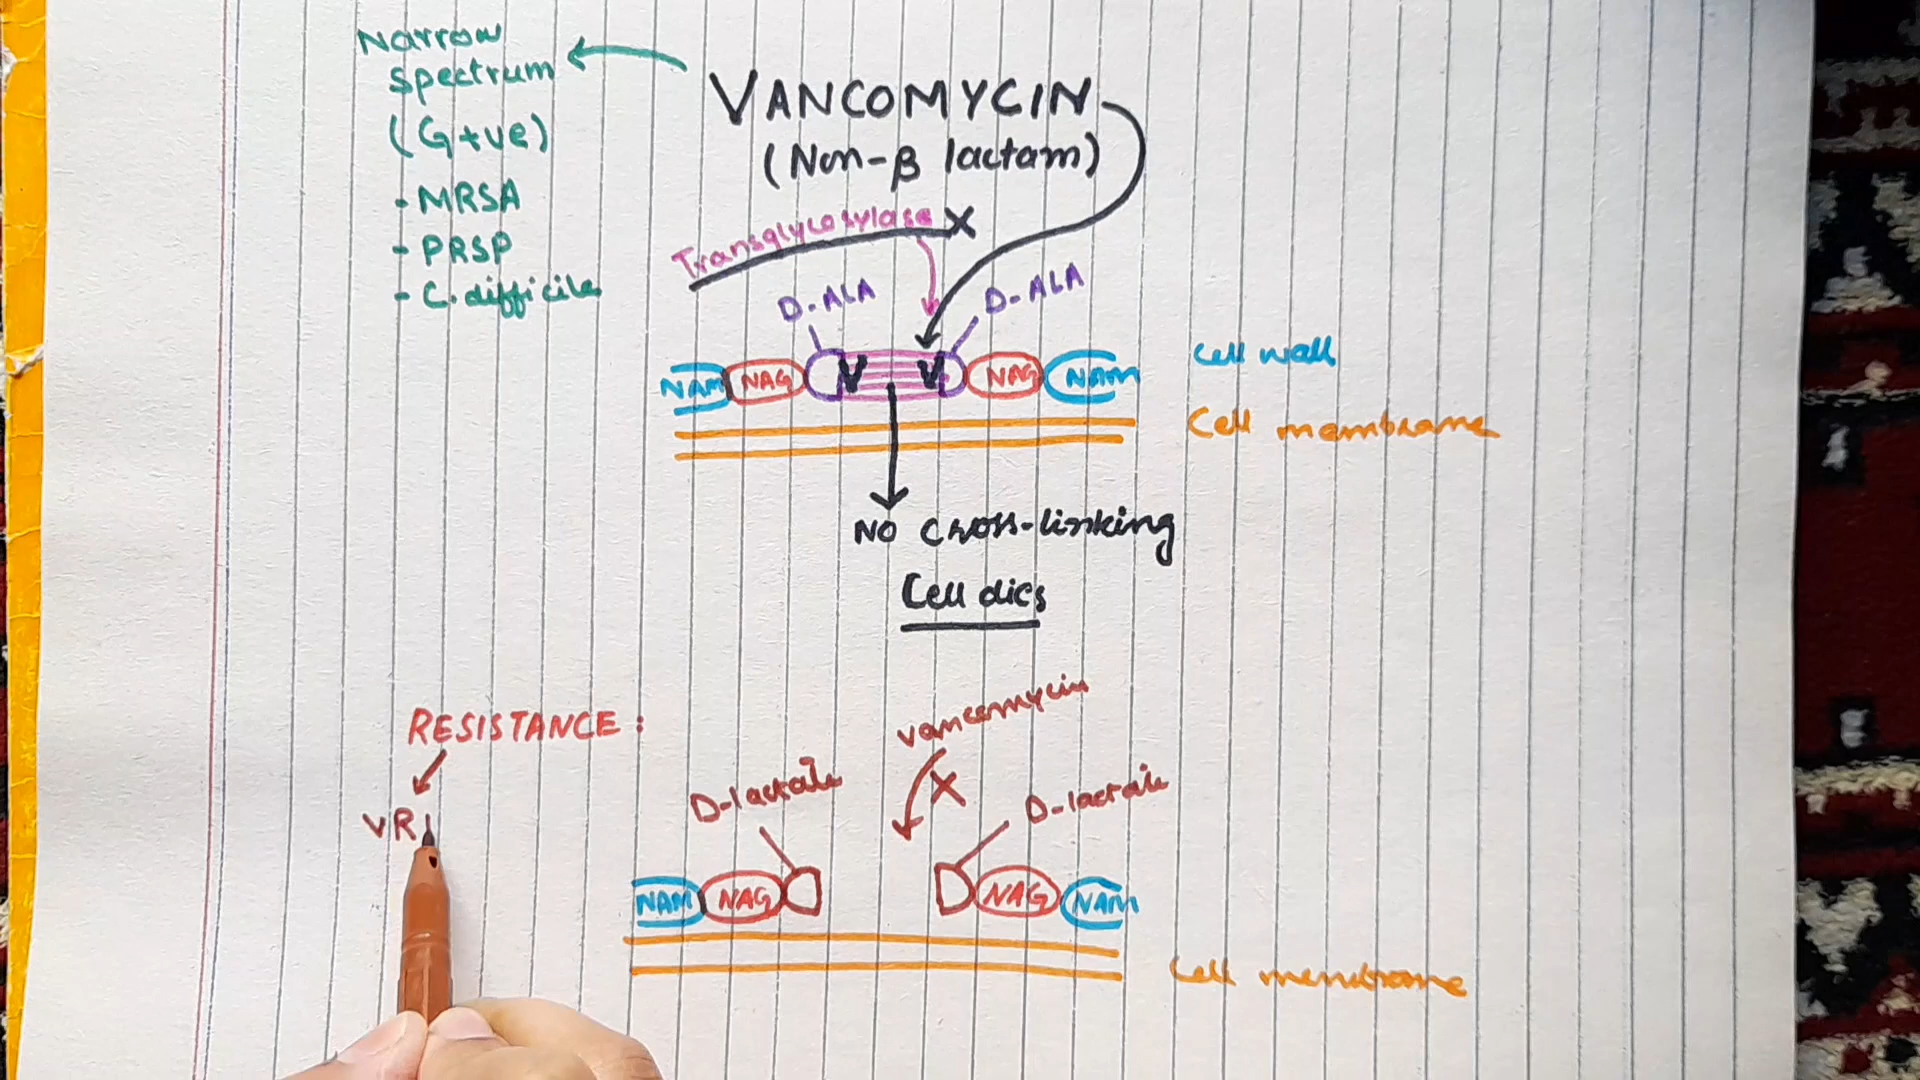 Narrow
spectrum
(G+ve)
- MRSA
- PRSP
- C. difficile
VANCOMYCIN
(Non-β lactam)
Transglycosylase X
D-ALA
D-ALA
NAM NAG V V NAG NAM
Cell wall
Cell membrane
NO cross-linking
Cell dies
RESISTANCE:
VR
vancomycin
X
D-lactate
D-lactate
NAM NAG NAG NAM
Cell membrane